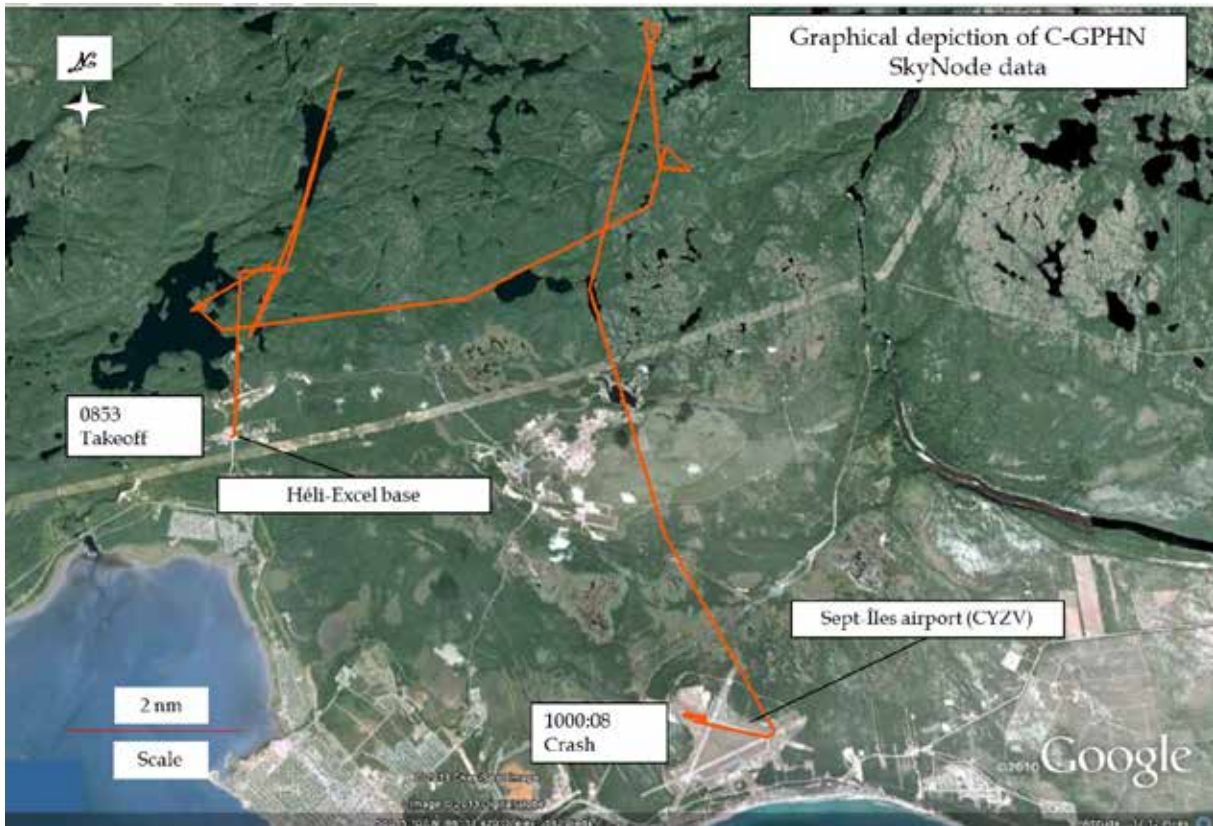 Graphical depiction of C-GPHN
SkyNode data
N
0853
Takeoff
Héli-Excel base
Sept-Îles airport (CYZV)
2 nm
Scale
1000:08
Crash
©2010 Google